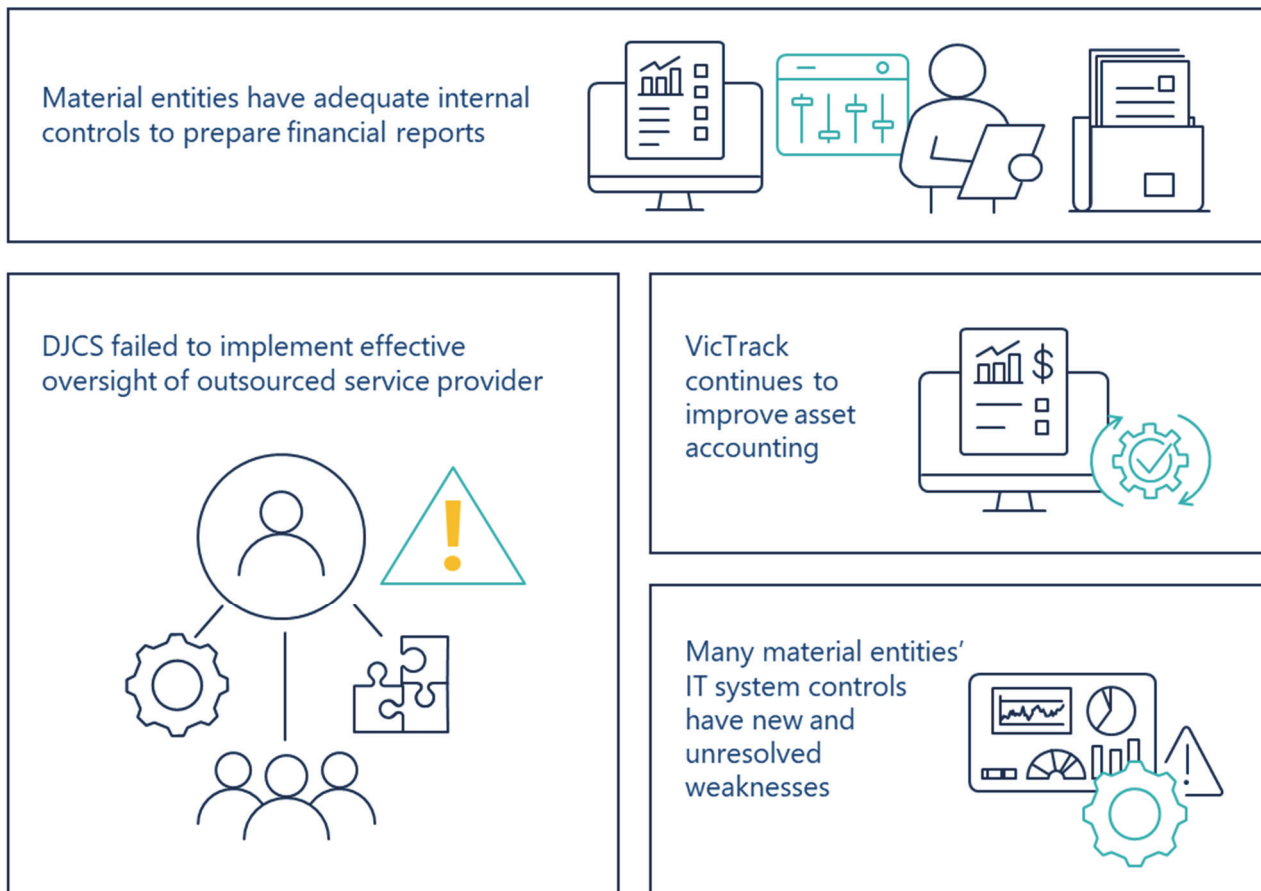 Material entities have adequate internal
controls to prepare financial reports
DJCS failed to implement effective
oversight of outsourced service provider
VicTrack
continues to
improve asset
accounting
Many material entities’
IT system controls
have new and
unresolved
weaknesses